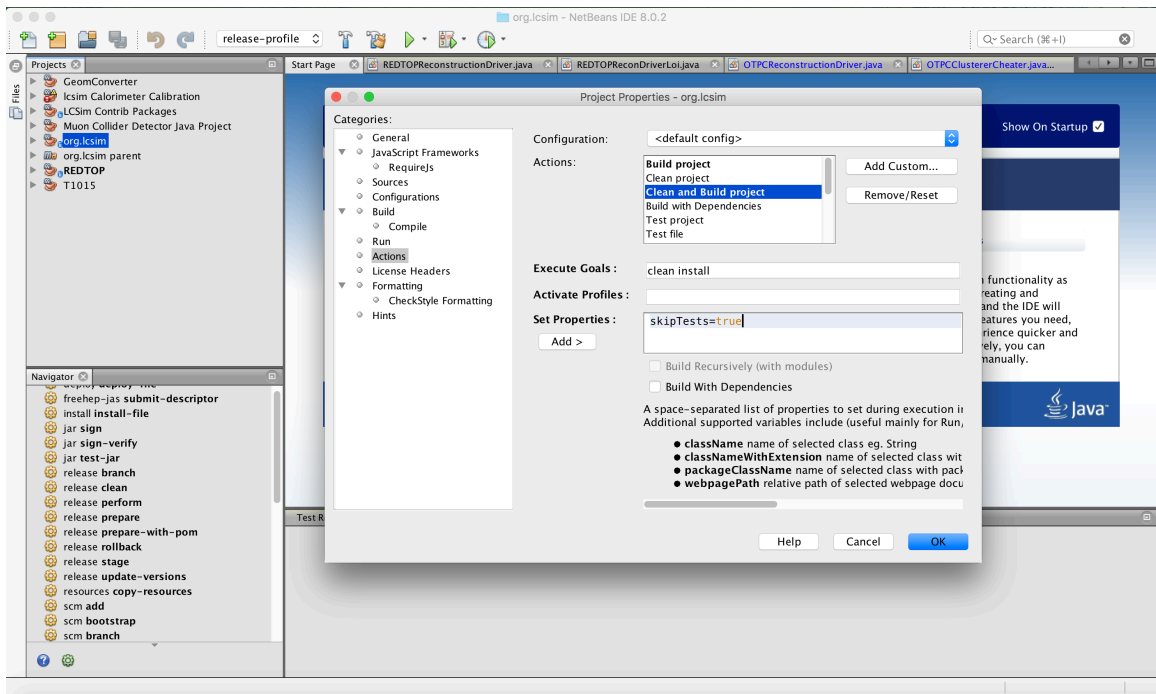 org.lcsim - NetBeans IDE 8.0.2
release-profile
Search (⌘+I)
Files
Projects
GeomConverter
lcsim Calorimeter Calibration
LCSim Contrib Packages
Muon Collider Detector Java Project
org.lcsim
org.lcsim parent
REDTOP
T1015
Start Page
REDTOPReconstructionDriver.java
REDTOPReconDriverLoi.java
OTPCReconstructionDriver.java
OTPCClustererCheater.java...
Show On Startup
Project Properties - org.lcsim
Categories:
General
JavaScript Frameworks
RequireJs
Sources
Configurations
Build
Compile
Run
Actions
License Headers
Formatting
CheckStyle Formatting
Hints
Configuration:
<default config>
Actions:
Build project
Clean project
Clean and Build project
Build with Dependencies
Test project
Test file
Add Custom...
Remove/Reset
Execute Goals :
clean install
Activate Profiles :
Set Properties :
skipTests=true
Add >
Build Recursively (with modules)
Build With Dependencies
A space-separated list of properties to set during execution
Additional supported variables include (useful mainly for Run,
className name of selected class eg. String
classNameWithExtension name of selected class wit
packageClassName name of selected class with pack
webpagePath relative path of selected webpage docu
Help
Cancel
OK
functionality as
reating and
and the IDE will
eatures you need,
rience quicker and
vely, you can
manually.
Java
Navigator
deploy deploy-file
freehep-jas submit-descriptor
install install-file
jar sign
jar sign-verify
jar test-jar
release branch
release clean
release perform
release prepare
release prepare-with-pom
release rollback
release stage
release update-versions
resources copy-resources
scm add
scm bootstrap
scm branch
Test R